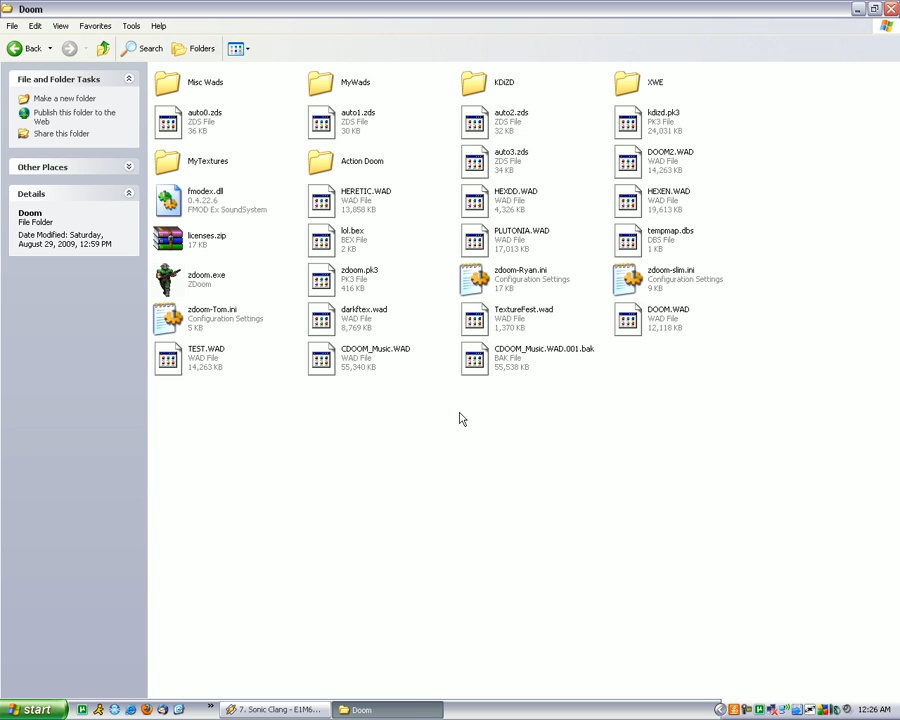 Doom
File Edit View Favorites Tools Help
Back Search Folders
File and Folder Tasks
Make a new folder
Publish this folder to the
Web
Share this folder
Other Places
Details
Doom
File Folder
Date Modified: Saturday,
August 29, 2009, 12:59 PM
Misc Wads
MyWads
KDiZD
XWE
auto0.zds
ZDS File
36 KB
auto1.zds
ZDS File
30 KB
auto2.zds
ZDS File
32 KB
kdizd.pk3
PK3 File
24,031 KB
MyTextures
Action Doom
auto3.zds
ZDS File
34 KB
DOOM2.WAD
WAD File
14,263 KB
fmodex.dll
0.4.22.6
FMOD Ex SoundSystem
HERETIC.WAD
WAD File
13,858 KB
HEXDD.WAD
WAD File
4,326 KB
HEXEN.WAD
WAD File
19,613 KB
licenses.zip
17 KB
lol.bex
BEX File
2 KB
PLUTONIA.WAD
WAD File
17,013 KB
tempmap.dbs
DBS File
1 KB
zdoom.exe
ZDoom
zdoom.pk3
PK3 File
416 KB
zdoom-Ryan.ini
Configuration Settings
17 KB
zdoom-slim.ini
Configuration Settings
9 KB
zdoom-Tom.ini
Configuration Settings
5 KB
darkftex.wad
WAD File
8,769 KB
TextureFest.wad
WAD File
1,370 KB
DOOM.WAD
WAD File
12,118 KB
TEST.WAD
WAD File
14,263 KB
CDOOM_Music.WAD
WAD File
55,340 KB
CDOOM_Music.WAD.001.bak
BAK File
55,538 KB
start
7. Sonic Clang - E1M6...
Doom
12:26 AM